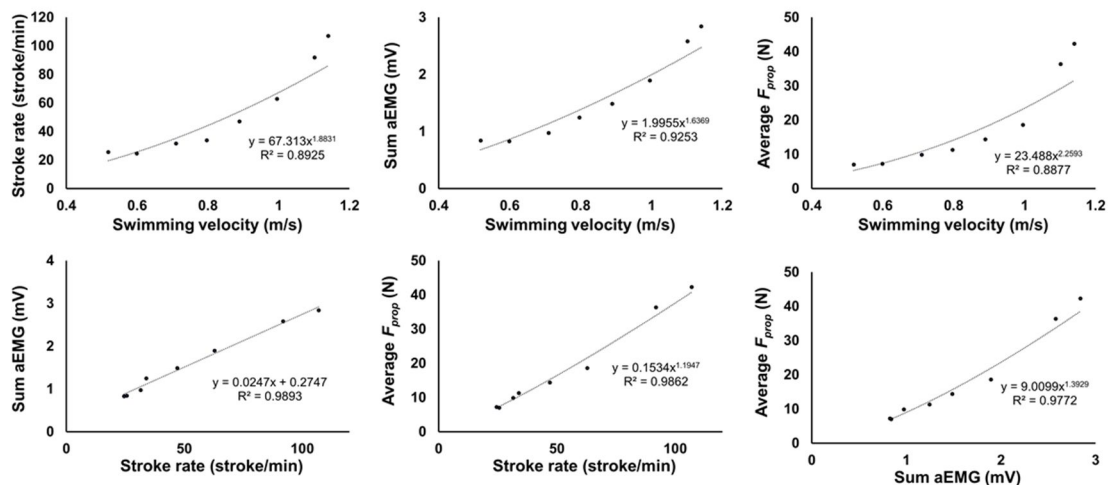 Stroke rate (stroke/min)
120
100
80
60
40
20
0
0.4 0.6 0.8 1 1.2
Swimming velocity (m/s)
y = 67.313x^1.8831
R² = 0.8925
Sum aEMG (mV)
3
2
1
0
0.4 0.6 0.8 1 1.2
Swimming velocity (m/s)
y = 1.9955x^1.6369
R² = 0.9253
Average F_prop (N)
50
40
30
20
10
0
0.4 0.6 0.8 1 1.2
Swimming velocity (m/s)
y = 23.488x^2.2593
R² = 0.8877
Sum aEMG (mV)
4
3
2
1
0
0 50 100
Stroke rate (stroke/min)
y = 0.0247x + 0.2747
R² = 0.9893
Average F_prop (N)
50
40
30
20
10
0
0 50 100
Stroke rate (stroke/min)
y = 0.1534x^1.1947
R² = 0.9862
Average F_prop (N)
50
40
30
20
10
0
0 1 2 3
Sum aEMG (mV)
y = 9.0099x^1.3929
R² = 0.9772